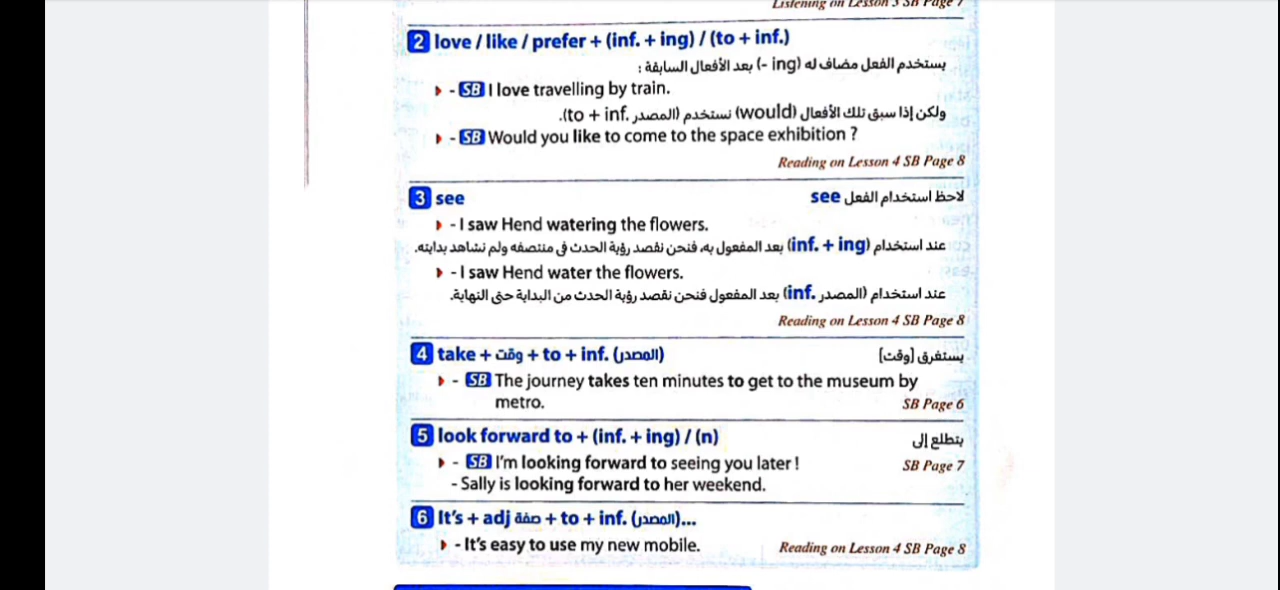 Listening on Lesson 3 SB Page 7
2 love / like / prefer + (inf. + ing) / (to + inf.)
يستخدم الفعل مضاف له (ing -) بعد الأفعال السابقة :
- SB I love travelling by train.
ولكن إذا سبق تلك الأفعال (would) نستخدم (المصدر .to + inf).
- SB Would you like to come to the space exhibition ?
Reading on Lesson 4 SB Page 8
3 see لاحظ استخدام الفعل see
- I saw Hend watering the flowers.
عند استخدام (inf. + ing) بعد المفعول به، فنحن نقصد رؤية الحدث فى منتصفه ولم نشاهد بدايته.
- I saw Hend water the flowers.
عند استخدام (المصدر .inf) بعد المفعول فنحن نقصد رؤية الحدث من البداية حتى النهاية.
Reading on Lesson 4 SB Page 8
4 take + وقت + to + inf. (المصدر) يستغرق [وقت]
- SB The journey takes ten minutes to get to the museum by
metro. SB Page 6
5 look forward to + (inf. + ing) / (n) يتطلع إلى
- SB I'm looking forward to seeing you later ! SB Page 7
- Sally is looking forward to her weekend.
6 It's + adj صفة + to + inf. (المصدر)...
- It's easy to use my new mobile. Reading on Lesson 4 SB Page 8